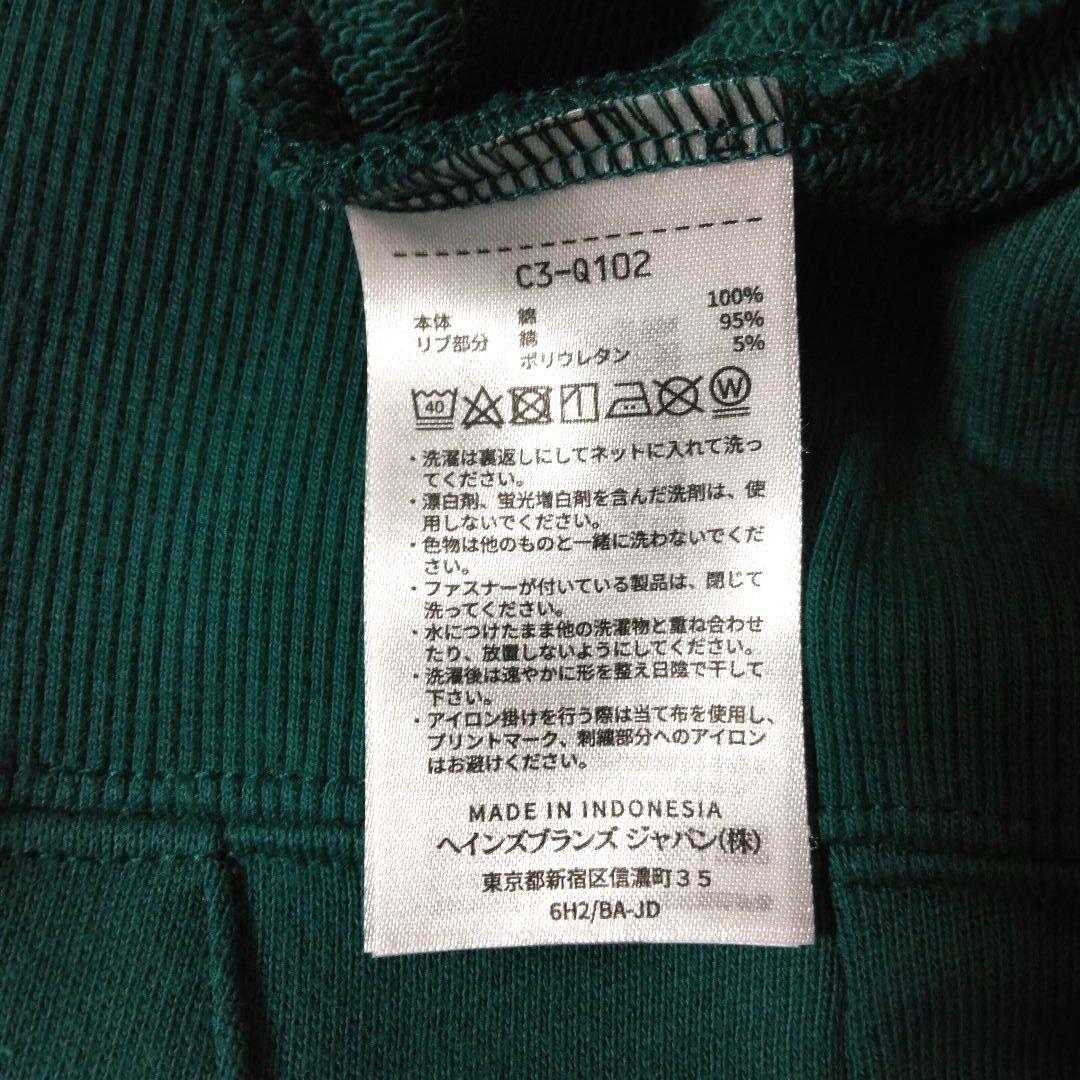 C3-Q102
本体 綿 100%
リブ部分 綿 95%
ポリウレタン 5%
40 W
・洗濯は裏返しにしてネットに入れて洗っ
てください。
・漂白剤、蛍光増白剤を含んだ洗剤は、使
用しないでください。
・色物は他のものと一緒に洗わないでくだ
さい。
・ファスナーが付いている製品は、閉じて
洗ってください。
・水につけたまま他の洗濯物と重ね合わせ
たり、放置しないようにしてください。
・洗濯後は速やかに形を整え日陰で干して
下さい。
・アイロン掛けを行う際は当て布を使用し、
プリントマーク、刺繍部分へのアイロン
はお避けください。
MADE IN INDONESIA
ヘインズブランズ ジャパン(株)
東京都新宿区信濃町35
6H2/BA-JD